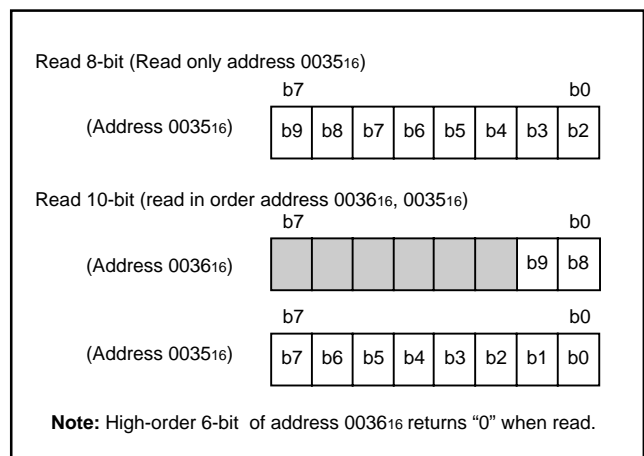 Read 8-bit (Read only address 003516)
b7 b0
(Address 003516) b9 b8 b7 b6 b5 b4 b3 b2
Read 10-bit (read in order address 003616, 003516)
b7 b0
(Address 003616) b9 b8
b7 b0
(Address 003516) b7 b6 b5 b4 b3 b2 b1 b0
Note: High-order 6-bit of address 003616 returns “0” when read.